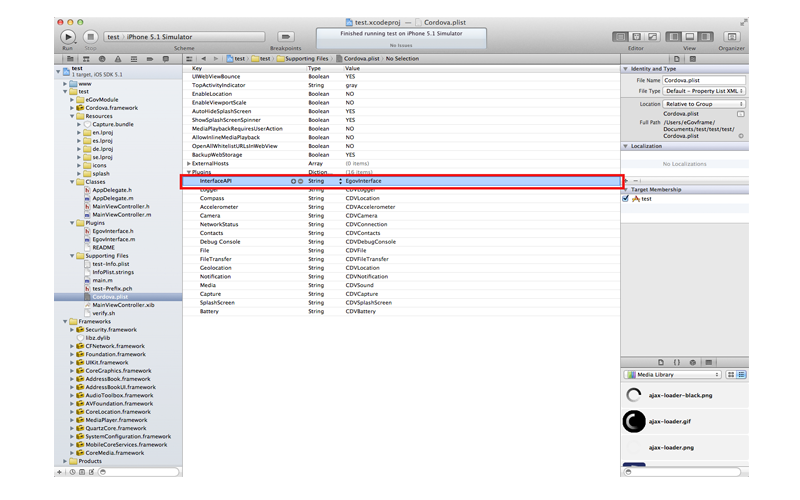 test.xcodeproj — Cordova.plist
test iPhone 5.1 Simulator
Finished running test on iPhone 5.1 Simulator
No Issues
Run Stop Scheme Breakpoints Editor View Organizer
test test Supporting Files Cordova.plist No Selection
test
1 target, iOS SDK 5.1
www
test
eGovModule
Cordova.framework
Resources
Capture.bundle
en.lproj
es.lproj
de.lproj
se.lproj
icons
splash
Classes
AppDelegate.h
AppDelegate.m
MainViewController.h
MainViewController.m
Plugins
EgovInterface.h
EgovInterface.m
README
Supporting Files
test-Info.plist
InfoPlist.strings
main.m
test-Prefix.pch
Cordova.plist
MainViewController.xib
verify.sh
Frameworks
Security.framework
libz.dylib
CFNetwork.framework
Foundation.framework
UIKit.framework
CoreGraphics.framework
AddressBook.framework
AddressBookUI.framework
AudioToolbox.framework
AVFoundation.framework
CoreLocation.framework
MediaPlayer.framework
QuartzCore.framework
SystemConfiguration.framework
MobileCoreServices.framework
CoreMedia.framework
Products
Key Type Value
UIWebViewBounce Boolean YES
TopActivityIndicator String gray
EnableLocation Boolean NO
EnableViewportScale Boolean NO
AutoHideSplashScreen Boolean YES
ShowSplashScreenSpinner Boolean YES
MediaPlaybackRequiresUserAction Boolean NO
AllowInlineMediaPlayback Boolean NO
OpenAllWhitelistURLsInWebView Boolean NO
BackupWebStorage Boolean YES
ExternalHosts Array (0 items)
Plugins Diction... (16 items)
InterfaceAPI String EgovInterface
Logger String CDVLogger
Compass String CDVLocation
Accelerometer String CDVAccelerometer
Camera String CDVCamera
NetworkStatus String CDVConnection
Contacts String CDVContacts
Debug Console String CDVDebugConsole
File String CDVFile
FileTransfer String CDVFileTransfer
Geolocation String CDVLocation
Notification String CDVNotification
Media String CDVSound
Capture String CDVCapture
SplashScreen String CDVSplashScreen
Battery String CDVBattery
Identity and Type
File Name Cordova.plist
File Type Default - Property List XML
Location Relative to Group
Cordova.plist
Full Path /Users/eGovframe/
Documents/test/test/test/
Cordova.plist
Localization
No Localizations
Target Membership
test
Media Library
ajax-loader-black.png
ajax-loader.gif
ajax-loader.png